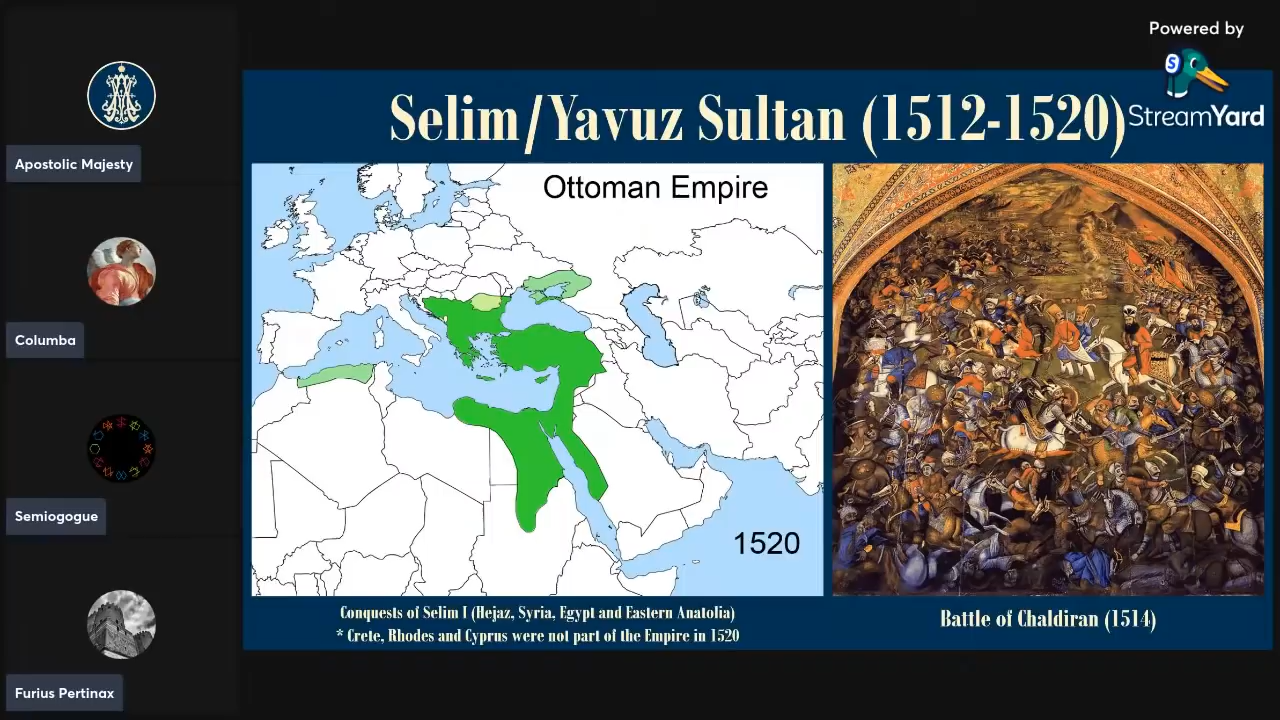 Powered by
StreamYard
Apostolic Majesty
Columba
Semiogogue
Furius Pertinax
Selim/Yavuz Sultan (1512-1520)
Ottoman Empire
1520
Conquests of Selim I (Hejaz, Syria, Egypt and Eastern Anatolia)
* Crete, Rhodes and Cyprus were not part of the Empire in 1520
Battle of Chaldiran (1514)